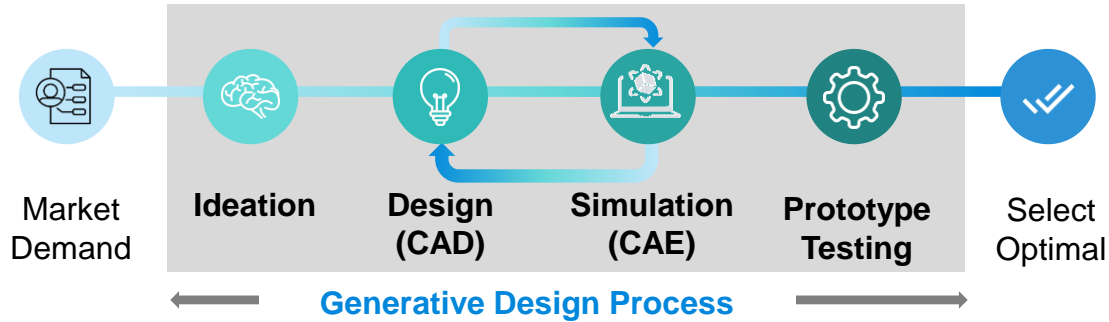 Market
Demand
Ideation
Design
(CAD)
Simulation
(CAE)
Prototype
Testing
Select
Optimal
Generative Design Process